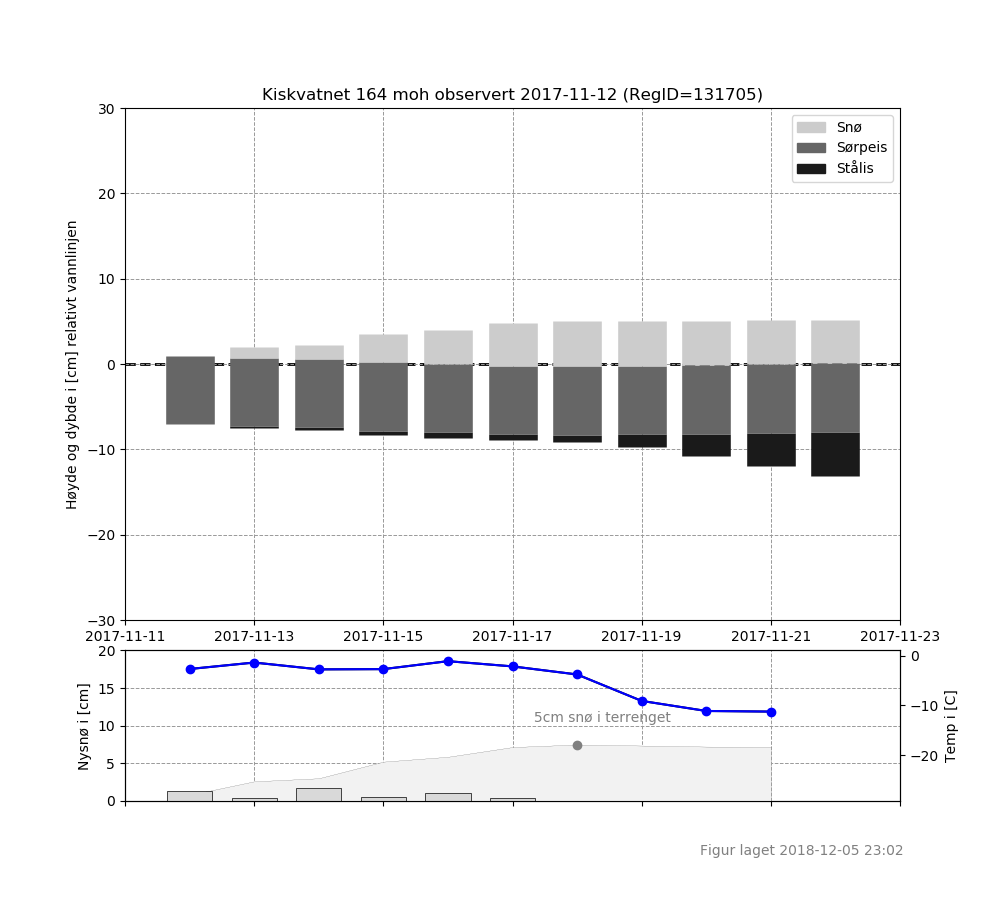 Kiskvatnet 164 moh observert 2017-11-12 (RegID=131705)
Høyde og dybde i [cm] relativt vannlinjen
30
20
10
0
−10
−20
−30
Snø
Sørpeis
Stålis
2017-11-11 2017-11-13 2017-11-15 2017-11-17 2017-11-19 2017-11-21 2017-11-23
Nysnø i [cm]
20
15
10
5
0
5cm snø i terrenget
0
−10
−20
Temp i [C]
Figur laget 2018-12-05 23:02